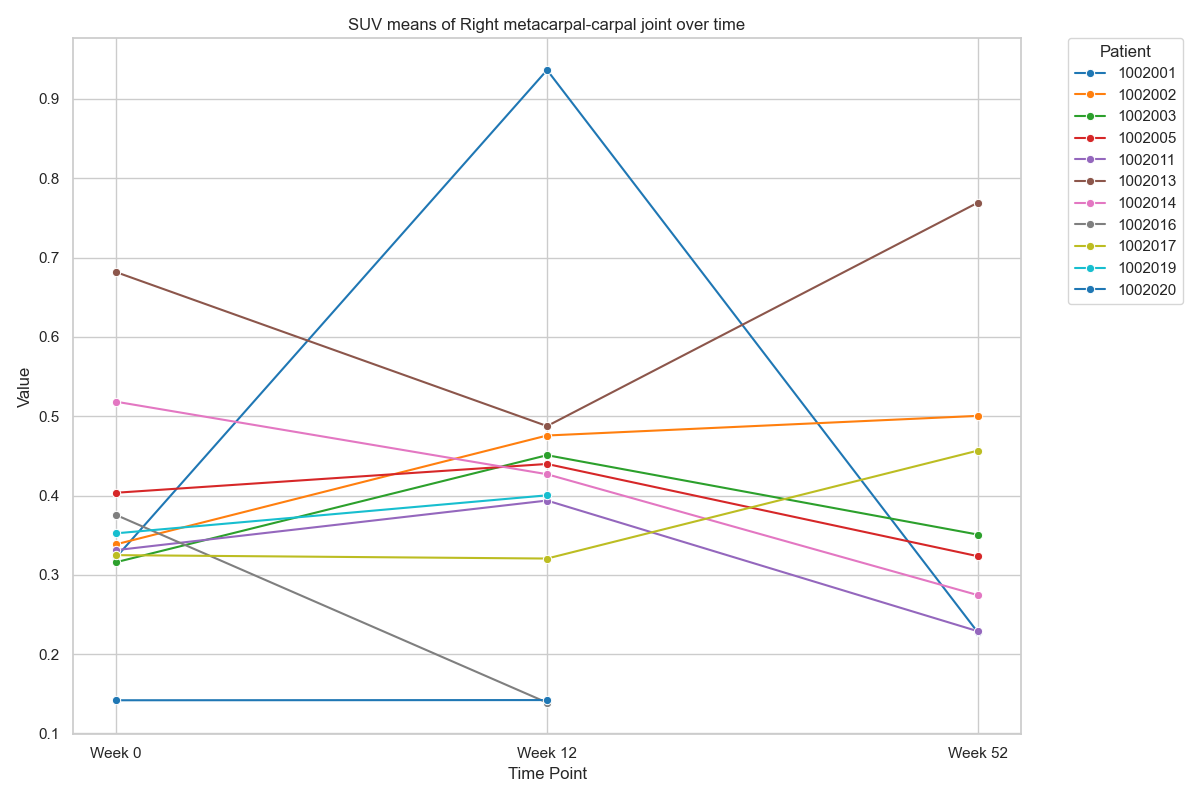 SUV means of Right metacarpal-carpal joint over time
Patient
1002001
1002002
1002003
1002005
1002011
1002013
1002014
1002016
1002017
1002019
1002020
Value
0.9
0.8
0.7
0.6
0.5
0.4
0.3
0.2
0.1
Week 0
Week 12
Week 52
Time Point